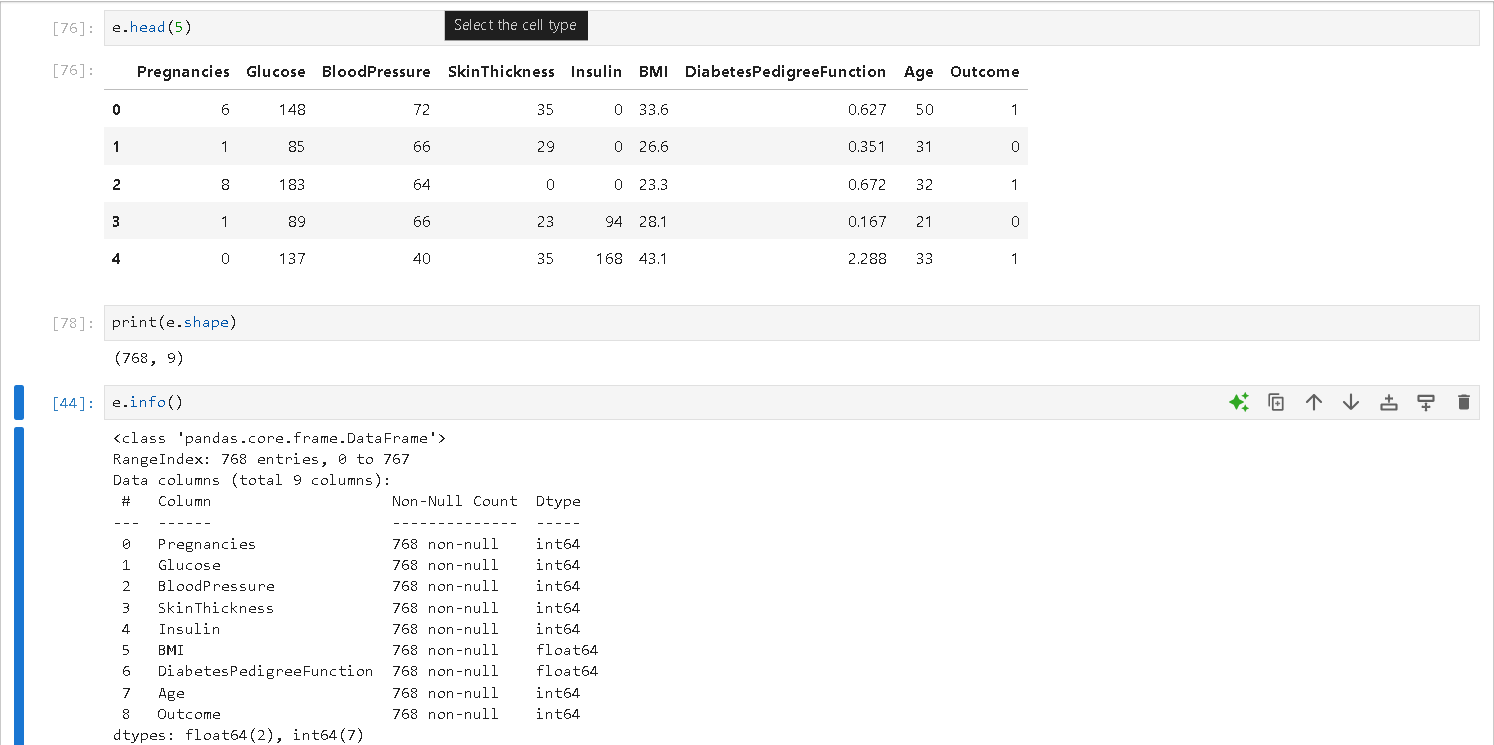 [76]: e.head(5) Select the cell type
[76]: Pregnancies Glucose BloodPressure SkinThickness Insulin BMI DiabetesPedigreeFunction Age Outcome
0 6 148 72 35 0 33.6 0.627 50 1
1 1 85 66 29 0 26.6 0.351 31 0
2 8 183 64 0 0 23.3 0.672 32 1
3 1 89 66 23 94 28.1 0.167 21 0
4 0 137 40 35 168 43.1 2.288 33 1
[78]: print(e.shape)
(768, 9)
[44]: e.info()
<class 'pandas.core.frame.DataFrame'>
RangeIndex: 768 entries, 0 to 767
Data columns (total 9 columns):
# Column Non-Null Count Dtype
--- ------ -------------- -----
0 Pregnancies 768 non-null int64
1 Glucose 768 non-null int64
2 BloodPressure 768 non-null int64
3 SkinThickness 768 non-null int64
4 Insulin 768 non-null int64
5 BMI 768 non-null float64
6 DiabetesPedigreeFunction 768 non-null float64
7 Age 768 non-null int64
8 Outcome 768 non-null int64
dtypes: float64(2), int64(7)